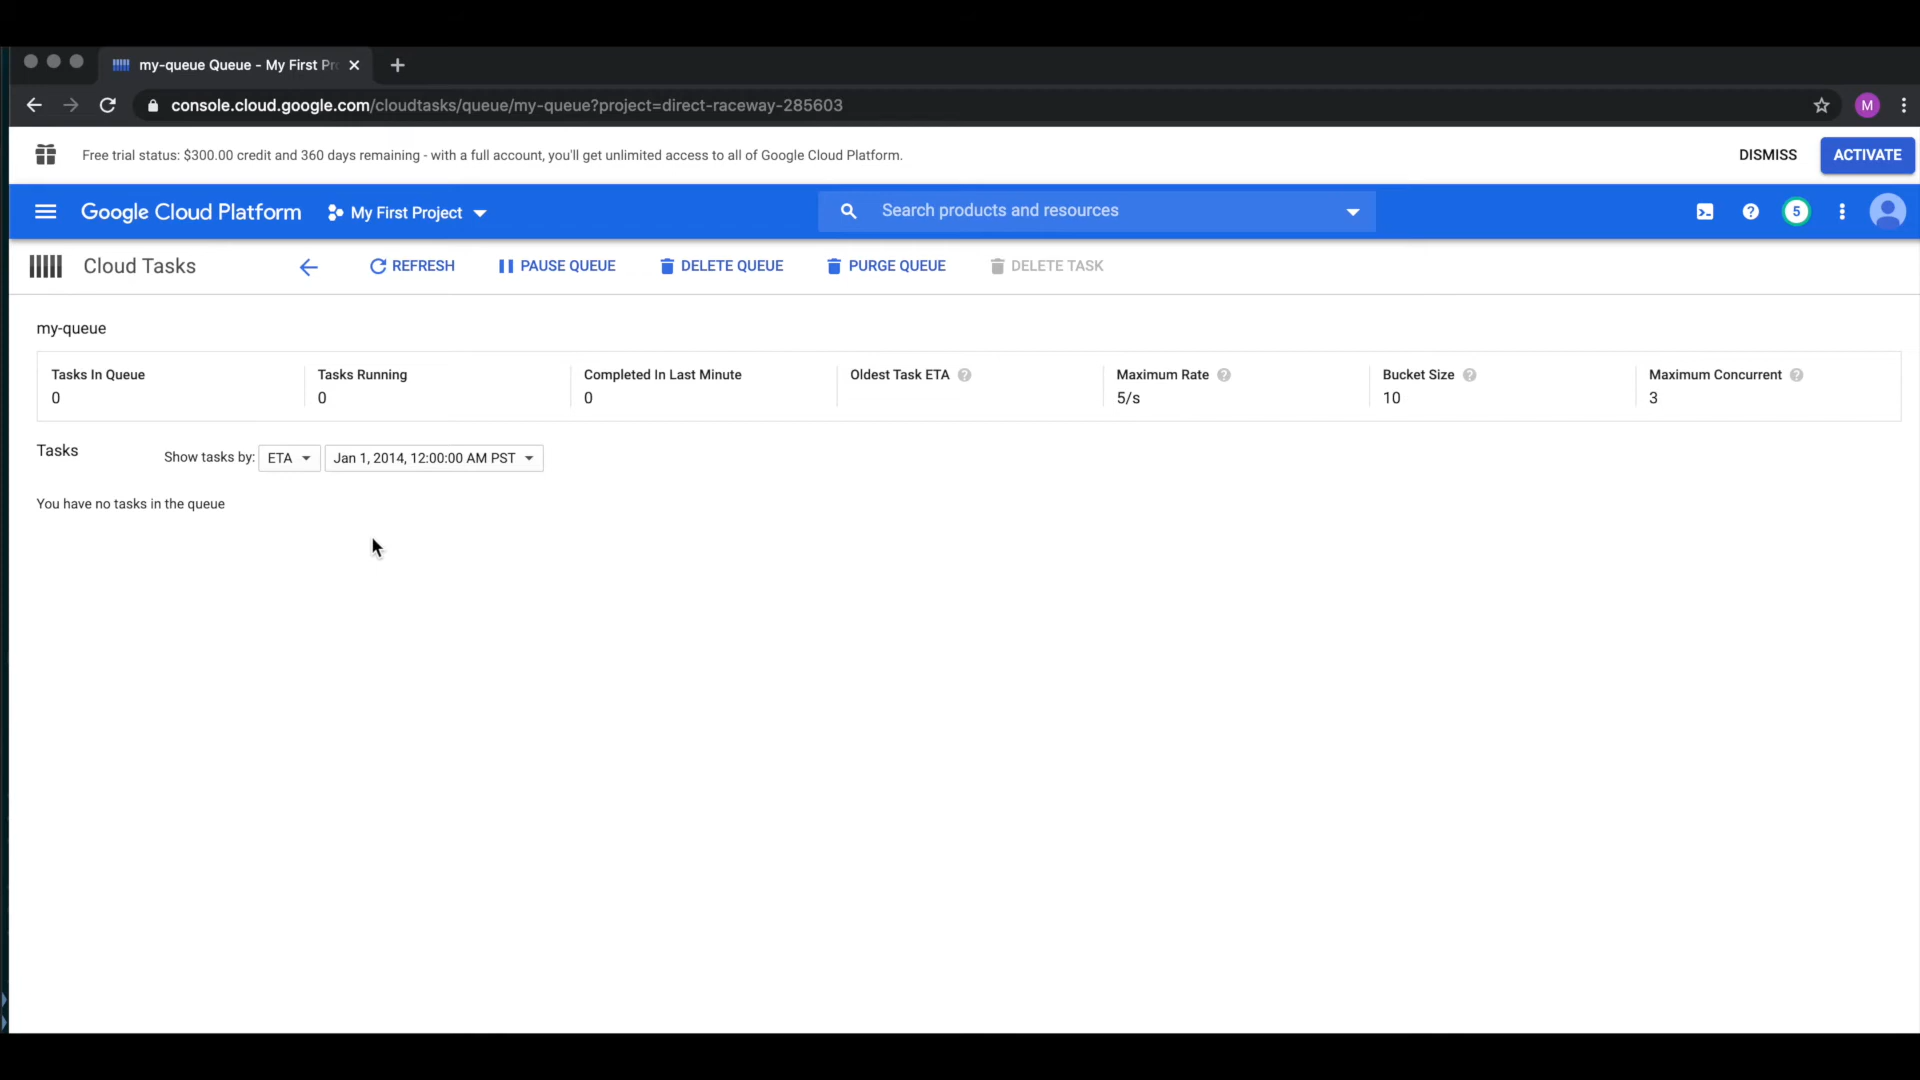 my-queue Queue - My First Pr
console.cloud.google.com/cloudtasks/queue/my-queue?project=direct-raceway-285603
M
Free trial status: $300.00 credit and 360 days remaining - with a full account, you'll get unlimited access to all of Google Cloud Platform.
DISMISS
ACTIVATE
Google Cloud Platform
My First Project
Search products and resources
5
Cloud Tasks
REFRESH
PAUSE QUEUE
DELETE QUEUE
PURGE QUEUE
DELETE TASK
my-queue
Tasks In Queue
0
Tasks Running
0
Completed In Last Minute
0
Oldest Task ETA
Maximum Rate
5/s
Bucket Size
10
Maximum Concurrent
3
Tasks
Show tasks by: ETA
Jan 1, 2014, 12:00:00 AM PST
You have no tasks in the queue